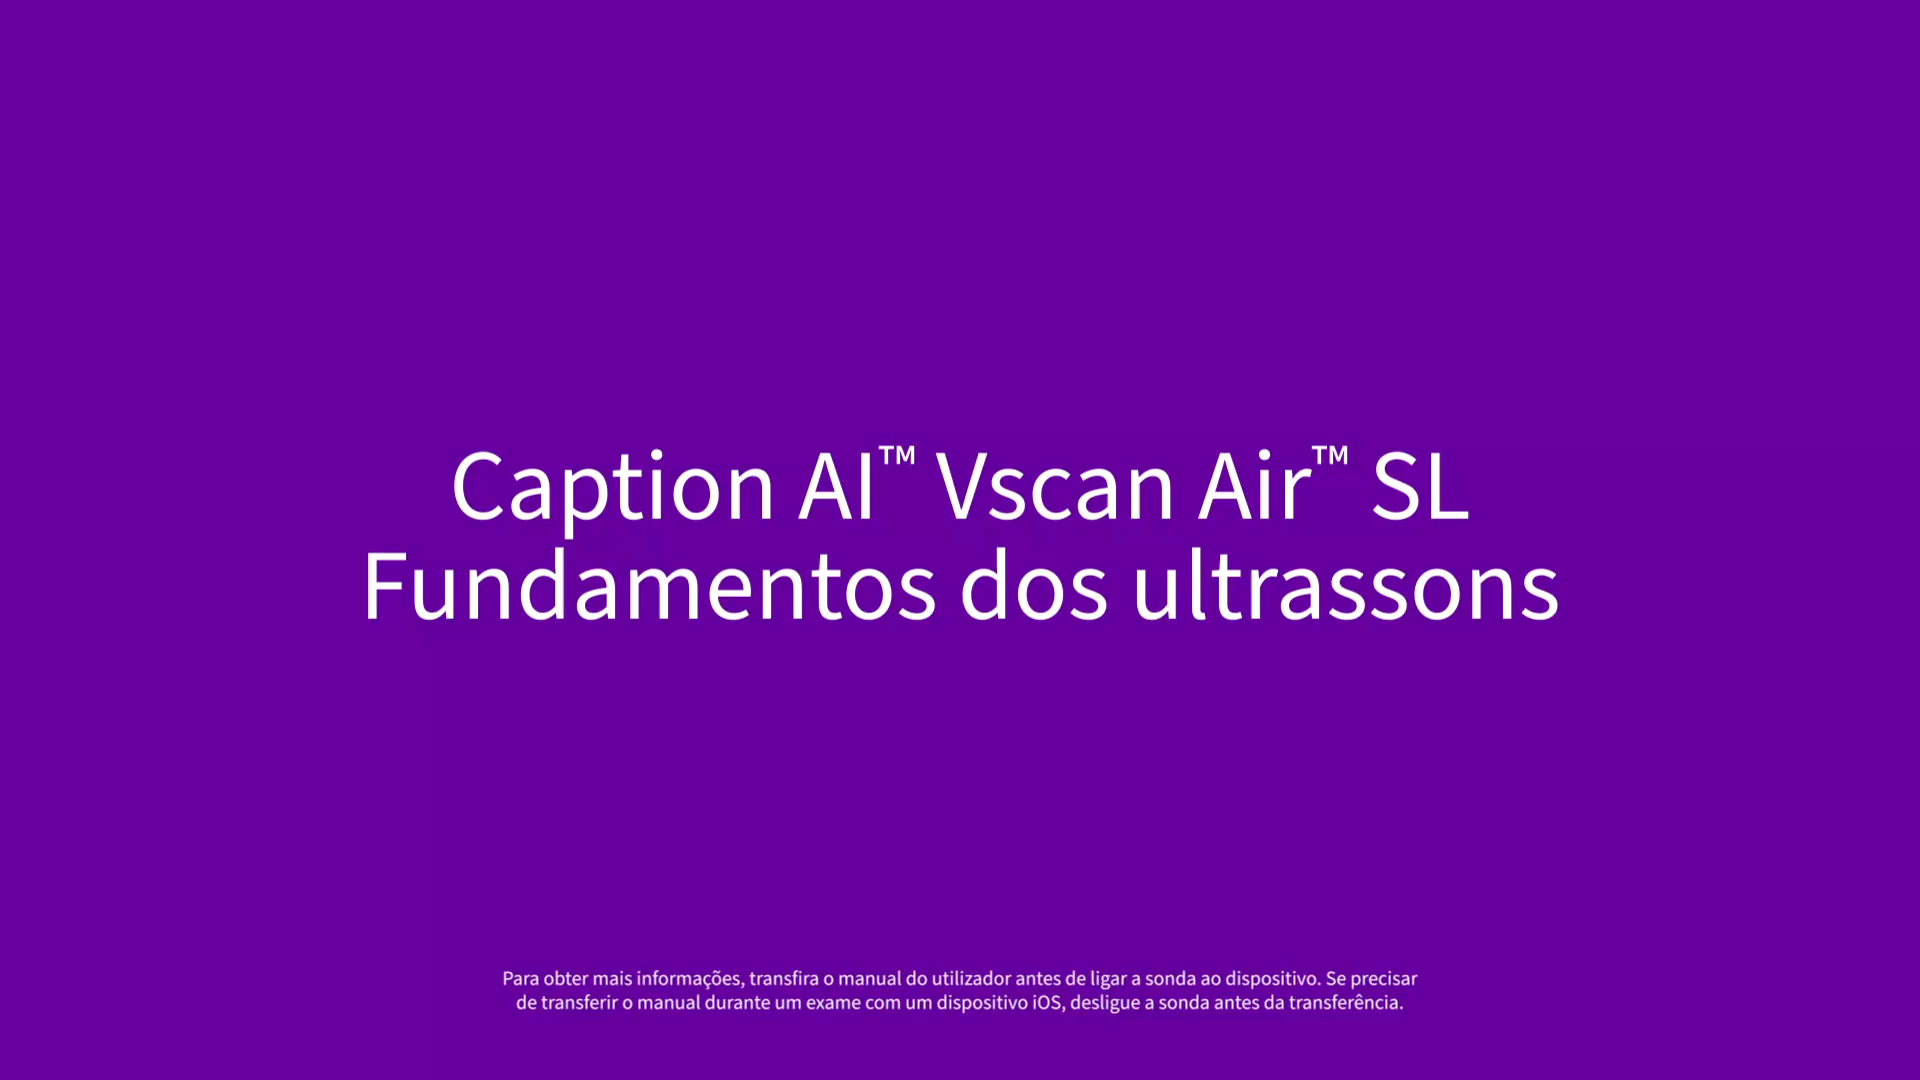 Caption AI™ Vscan Air™ SL
Fundamentos dos ultrassons
Para obter mais informações, transfira o manual do utilizador antes de ligar a sonda ao dispositivo. Se precisar
de transferir o manual durante um exame com um dispositivo iOS, desligue a sonda antes da transferência.